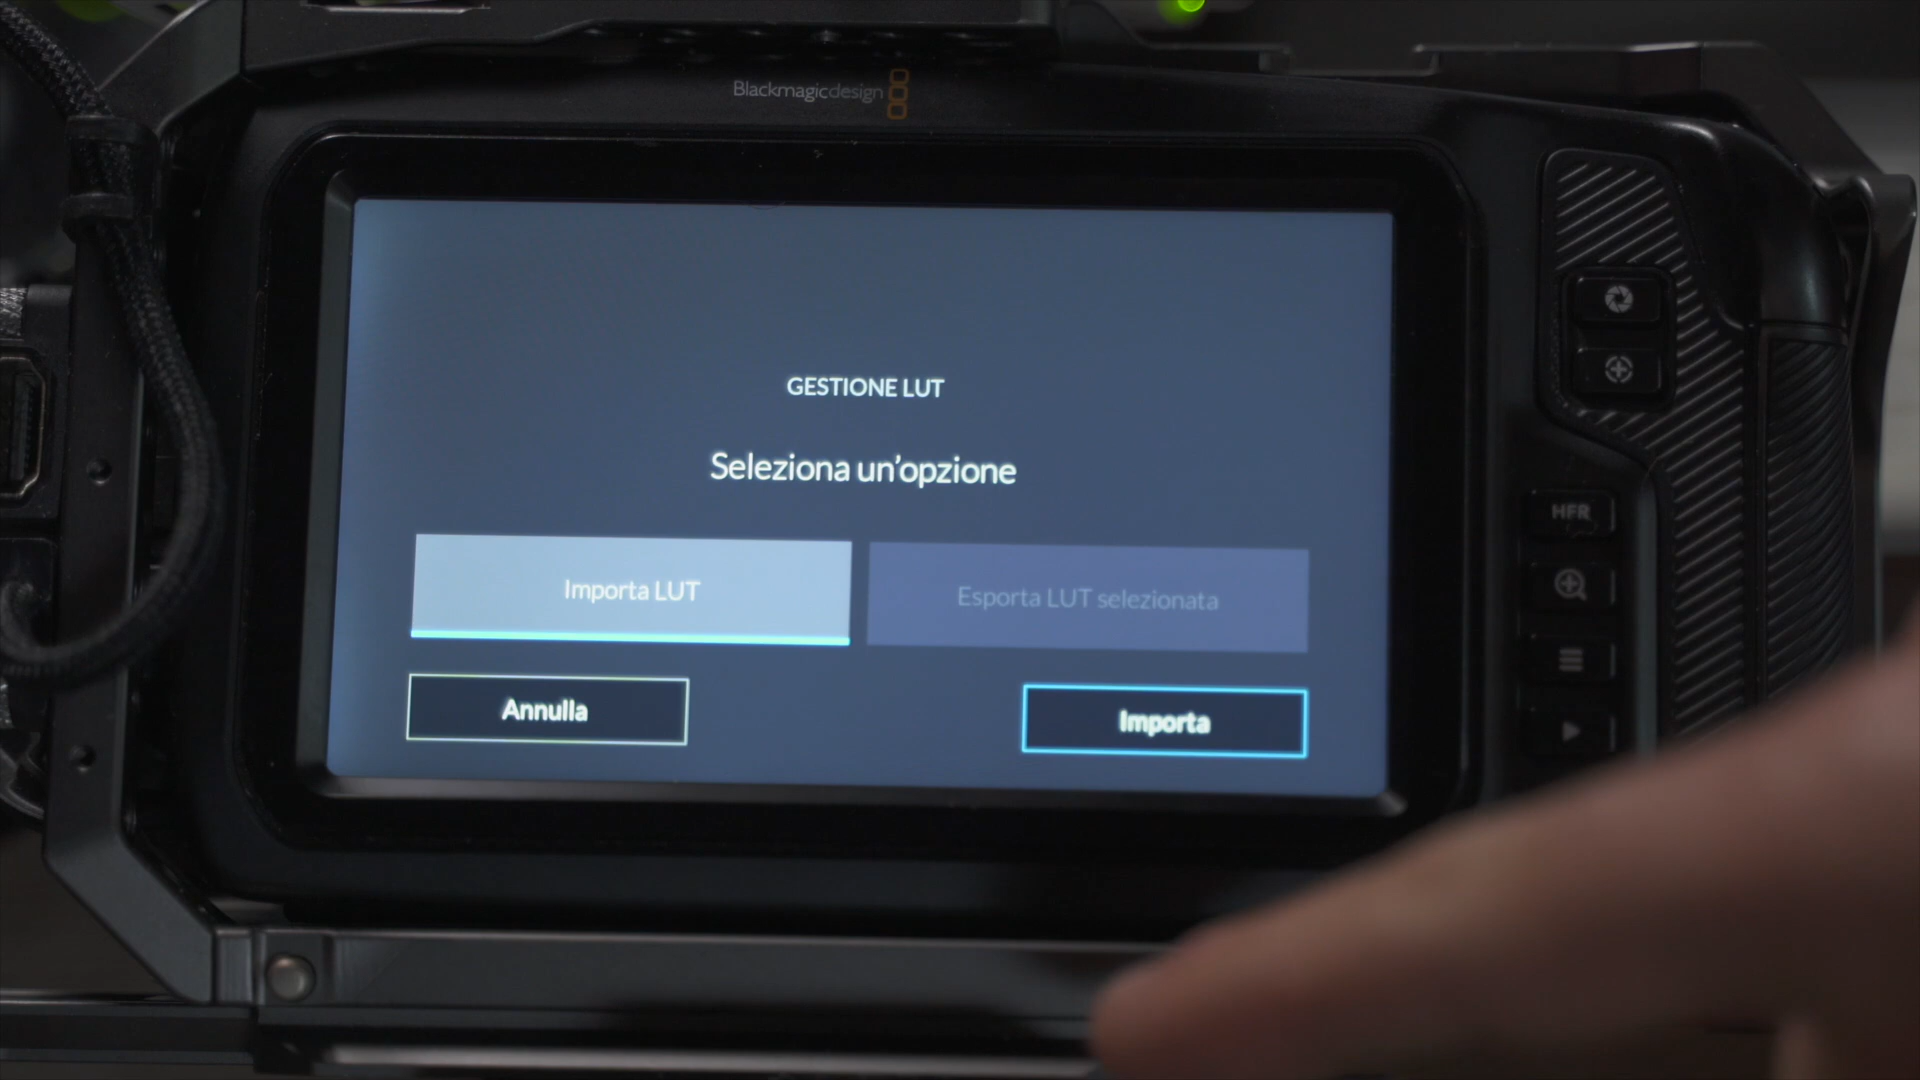 Blackmagicdesign
GESTIONE LUT
Seleziona un'opzione
Importa LUT
Esporta LUT selezionata
Annulla
Importa
HFR